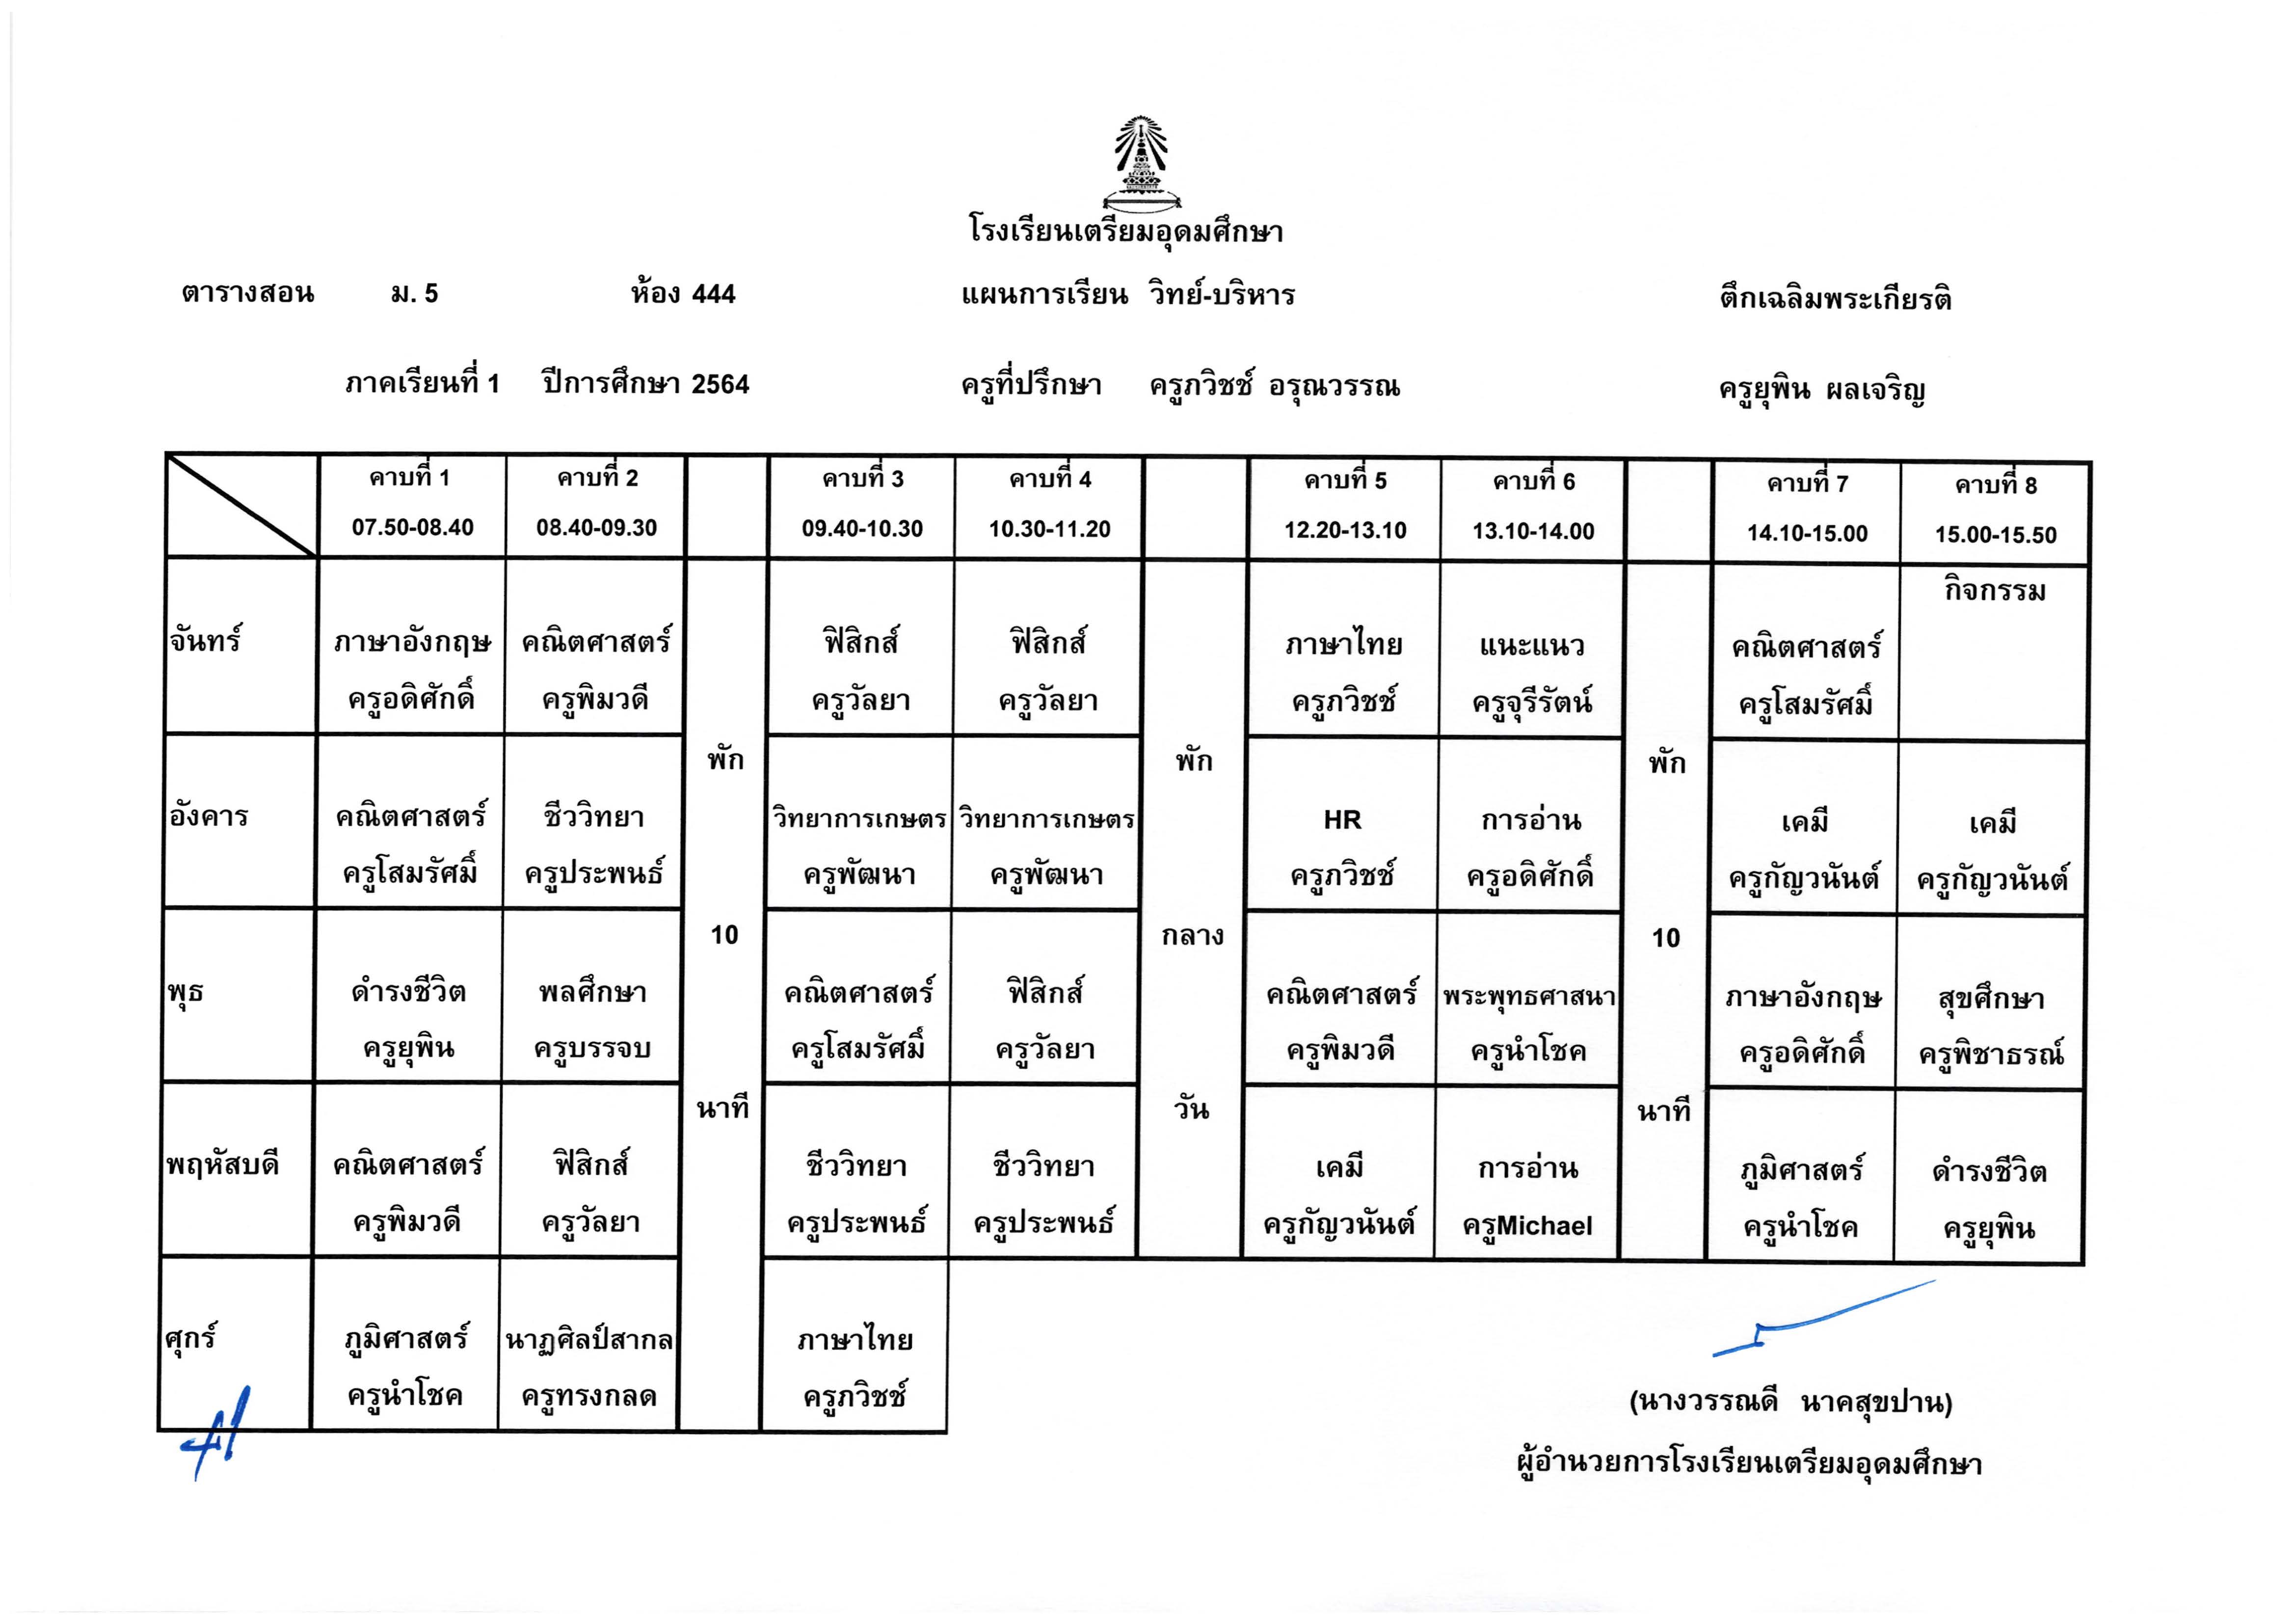 โรงเรียนเตรียมอุดมศึกษา
ตารางสอน ม. 5 ห้อง 444 แผนการเรียน วิทย์-บริหาร ตึกเฉลิมพระเกียรติ
ภาคเรียนที่ 1 ปีการศึกษา 2564 ครูที่ปรึกษา ครูภวิชช์ อรุณวรรณ ครูยุพิน ผลเจริญ
คาบที่ 1 คาบที่ 2 คาบที่ 3 คาบที่ 4 คาบที่ 5 คาบที่ 6 คาบที่ 7 คาบที่ 8
07.50-08.40 08.40-09.30 09.40-10.30 10.30-11.20 12.20-13.10 13.10-14.00 14.10-15.00 15.00-15.50
กิจกรรม
จันทร์ ภาษาอังกฤษ คณิตศาสตร์ ฟิสิกส์ ฟิสิกส์ ภาษาไทย แนะแนว คณิตศาสตร์
ครูอดิศักดิ์ ครูพิมวดี ครูวัลยา ครูวัลยา ครูภวิชช์ ครูจุรีรัตน์ ครูโสมรัศมิ์
พัก พัก พัก
อังคาร คณิตศาสตร์ ชีววิทยา วิทยาการเกษตร วิทยาการเกษตร HR การอ่าน เคมี เคมี
ครูโสมรัศมิ์ ครูประพนธ์ ครูพัฒนา ครูพัฒนา ครูภวิชช์ ครูอดิศักดิ์ ครูกัญวนันต์ ครูกัญวนันต์
10 กลาง 10
พุธ ดำรงชีวิต พลศึกษา คณิตศาสตร์ ฟิสิกส์ คณิตศาสตร์ พระพุทธศาสนา ภาษาอังกฤษ สุขศึกษา
ครูยุพิน ครูบรรจบ ครูโสมรัศมิ์ ครูวัลยา ครูพิมวดี ครูนำโชค ครูอดิศักดิ์ ครูพิชาธรณ์
นาที วัน นาที
พฤหัสบดี คณิตศาสตร์ ฟิสิกส์ ชีววิทยา ชีววิทยา เคมี การอ่าน ภูมิศาสตร์ ดำรงชีวิต
ครูพิมวดี ครูวัลยา ครูประพนธ์ ครูประพนธ์ ครูกัญวนันต์ ครูMichael ครูนำโชค ครูยุพิน
ศุกร์ ภูมิศาสตร์ นาฏศิลป์สากล ภาษาไทย
ครูนำโชค ครูทรงกลด ครูภวิชช์
(นางวรรณดี นาคสุขปาน)
ผู้อำนวยการโรงเรียนเตรียมอุดมศึกษา